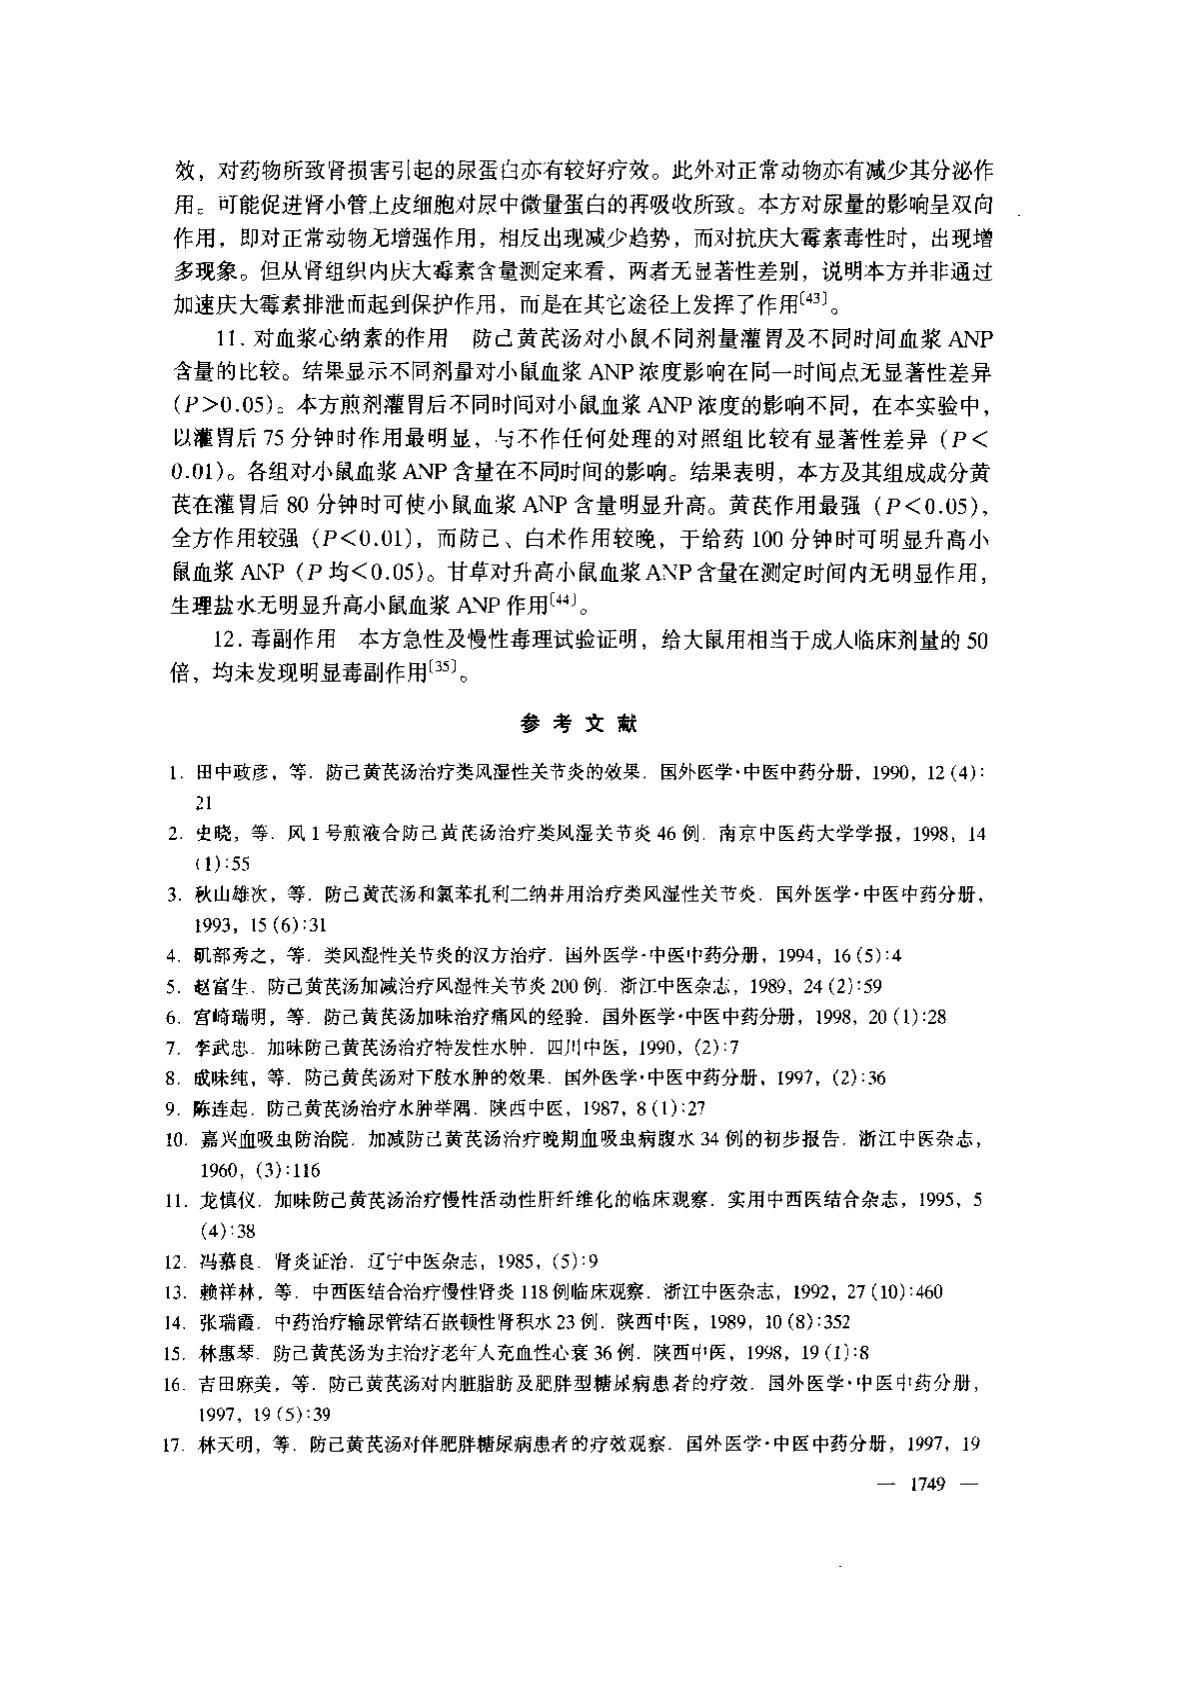 效，对药物所致肾损害引起的尿蛋白亦有较好疗效。此外对正常动物亦有减少其分泌作
用。可能促进肾小管上皮细胞对尿中微量蛋白的再吸收所致。本方对尿量的影响呈双向
作用，即对正常动物无增强作用，相反出现减少趋势，而对抗庆大霉素毒性时，出现增
多现象。但从肾组织内庆大霉素含量测定来看，两者无显著性差别，说明本方并非通过
加速庆大霉素排泄而起到保护作用，而是在其它途径上发挥了作用〔43〕。
11．对血浆心纳素的作用　防己黄芪汤对小鼠不同剂量灌胃及不同时间血浆 ANP
含量的比较。结果显示不同剂量对小鼠血浆 ANP 浓度影响在同一时间点无显著性差异
（P＞0.05）。本方煎剂灌胃后不同时间对小鼠血浆 ANP 浓度的影响不同，在本实验中，
以灌胃后 75 分钟时作用最明显，与不作任何处理的对照组比较有显著性差异（P＜
0.01）。各组对小鼠血浆 ANP 含量在不同时间的影响。结果表明，本方及其组成成分黄
芪在灌胃后 80 分钟时可使小鼠血浆 ANP 含量明显升高。黄芪作用最强（P＜0.05），
全方作用较强（P＜0.01），而防己、白术作用较晚，于给药 100 分钟时可明显升高小
鼠血浆 ANP（P 均＜0.05）。甘草对升高小鼠血浆 ANP 含量在测定时间内无明显作用，
生理盐水无明显升高小鼠血浆 ANP 作用〔44〕。
12．毒副作用　本方急性及慢性毒理试验证明，给大鼠用相当于成人临床剂量的 50
倍，均未发现明显毒副作用〔35〕。
参 考 文 献
1．田中政彦，等．防己黄芪汤治疗类风湿性关节炎的效果．国外医学·中医中药分册，1990，12（4）：
21
2．史晓，等．风 1 号煎液合防己黄芪汤治疗类风湿关节炎 46 例．南京中医药大学学报，1998，14
（1）:55
3．秋山雄次，等．防己黄芪汤和氯苯扎利二纳并用治疗类风湿性关节炎．国外医学·中医中药分册，
1993，15（6）:31
4．矶部秀之，等．类风湿性关节炎的汉方治疗．国外医学·中医中药分册，1994，16（5）:4
5．赵富生．防己黄芪汤加减治疗风湿性关节炎 200 例．浙江中医杂志，1989，24（2）:59
6．宫崎瑞明，等．防己黄芪汤加味治疗痛风的经验．国外医学·中医中药分册，1998，20（1）:28
7．李武忠．加味防己黄芪汤治疗特发性水肿．四川中医，1990，（2）:7
8．成味纯，等．防己黄芪汤对下肢水肿的效果．国外医学·中医中药分册，1997，（2）:36
9．陈连起．防己黄芪汤治疗水肿举隅．陕西中医，1987，8（1）:27
10．嘉兴血吸虫防治院．加减防己黄芪汤治疗晚期血吸虫病腹水 34 例的初步报告．浙江中医杂志，
1960，（3）:116
11．龙慎仪．加味防己黄芪汤治疗慢性活动性肝纤维化的临床观察．实用中西医结合杂志，1995，5
（4）:38
12．冯慕良．肾炎证治．辽宁中医杂志，1985，（5）:9
13．赖祥林，等．中西医结合治疗慢性肾炎 118 例临床观察．浙江中医杂志，1992，27（10）:460
14．张瑞霞．中药治疗输尿管结石嵌顿性肾积水 23 例．陕西中医，1989，10（8）:352
15．林惠琴．防己黄芪汤为主治疗老年人充血性心衰 36 例．陕西中医，1998，19（1）:8
16．吉田麻美，等．防己黄芪汤对内脏脂肪及肥胖型糖尿病患者的疗效．国外医学·中医中药分册，
1997，19（5）:39
17．林天明，等．防己黄芪汤对伴肥胖糖尿病患者的疗效观察．国外医学·中医中药分册，1997，19
— 1749 —